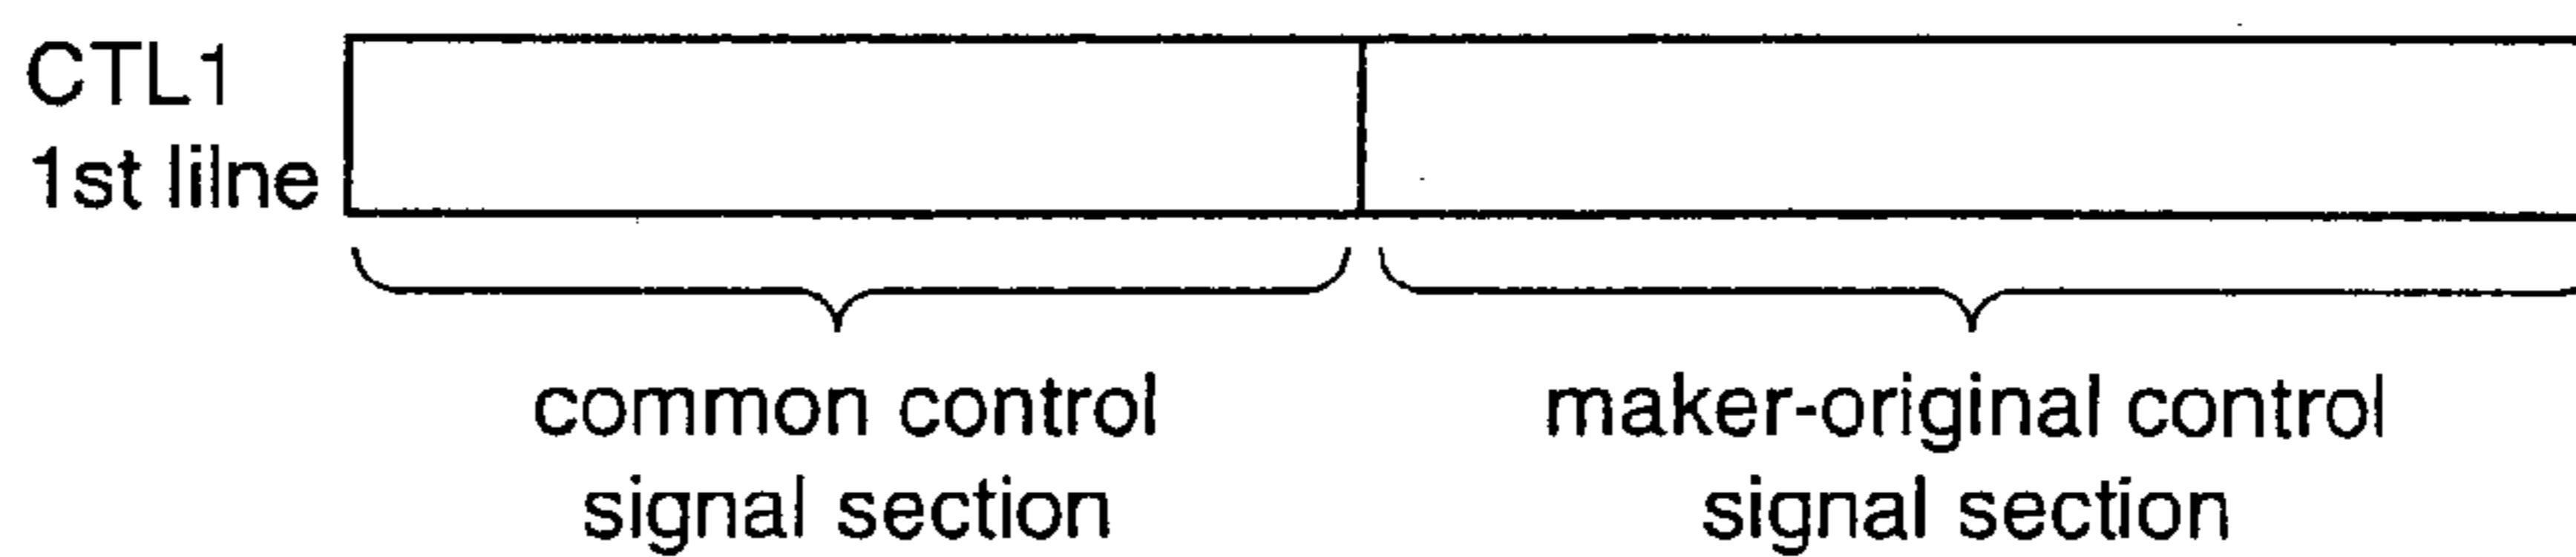 CTL1
1st lilne
common control
signal section
maker-original control
signal section